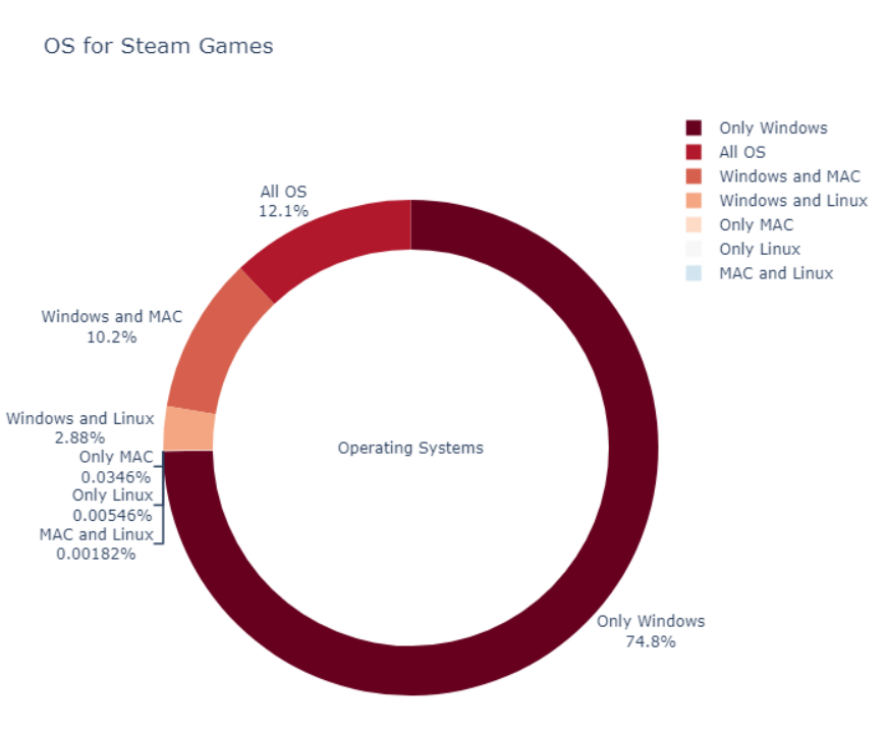 OS for Steam Games
Only Windows
All OS
Windows and MAC
Windows and Linux
Only MAC
Only Linux
MAC and Linux
All OS
12.1%
Windows and MAC
10.2%
Windows and Linux
2.88%
Only MAC
0.0346%
Only Linux
0.00546%
MAC and Linux
0.00182%
Operating Systems
Only Windows
74.8%